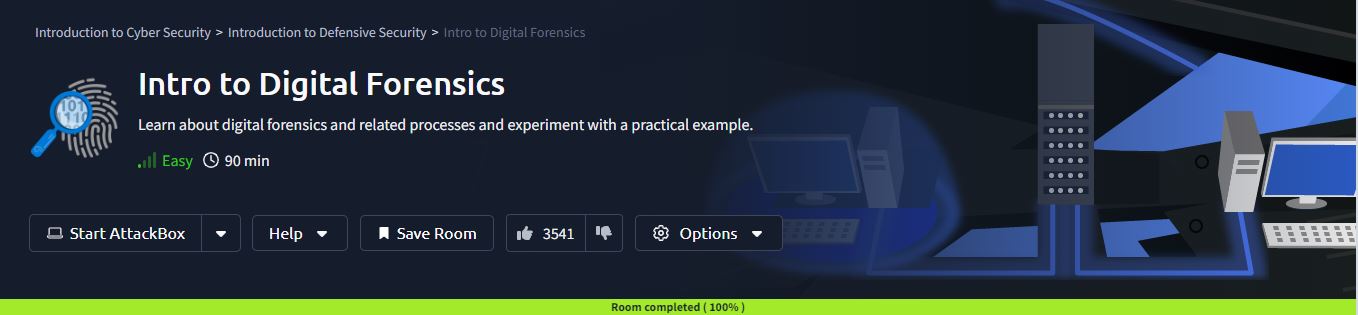 Introduction to Cyber Security > Introduction to Defensive Security > Intro to Digital Forensics
Intro to Digital Forensics
101
1110
Learn about digital forensics and related processes and experiment with a practical example.
Easy 90 min
Start AttackBox Help Save Room 3541 Options
Room completed ( 100% )